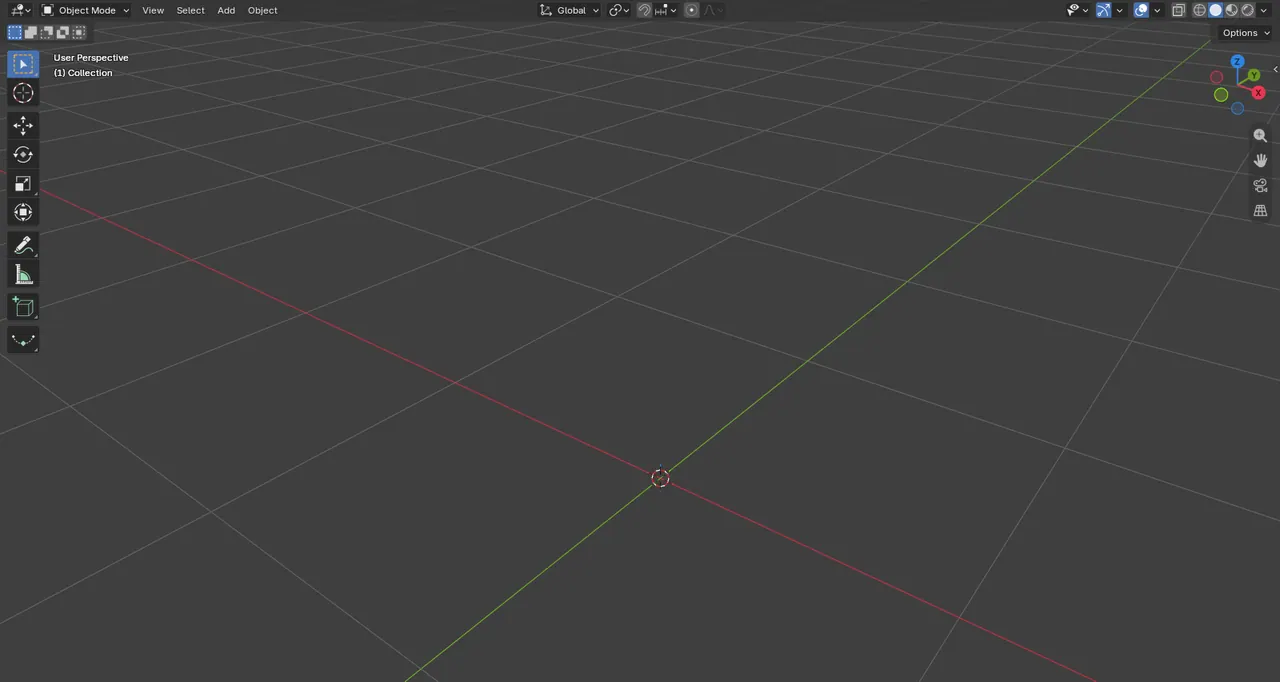 Object Mode View Select Add Object Global
Options
User Perspective
(1) Collection
Z
Y
X